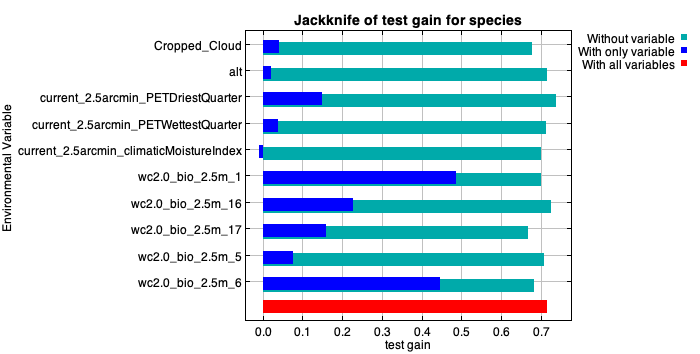 Jackknife of test gain for species
Without variable
With only variable
With all variables
Environmental Variable
Cropped_Cloud
alt
current_2.5arcmin_PETDriestQuarter
current_2.5arcmin_PETWettestQuarter
current_2.5arcmin_climaticMoistureIndex
wc2.0_bio_2.5m_1
wc2.0_bio_2.5m_16
wc2.0_bio_2.5m_17
wc2.0_bio_2.5m_5
wc2.0_bio_2.5m_6
0.0 0.1 0.2 0.3 0.4 0.5 0.6 0.7
test gain